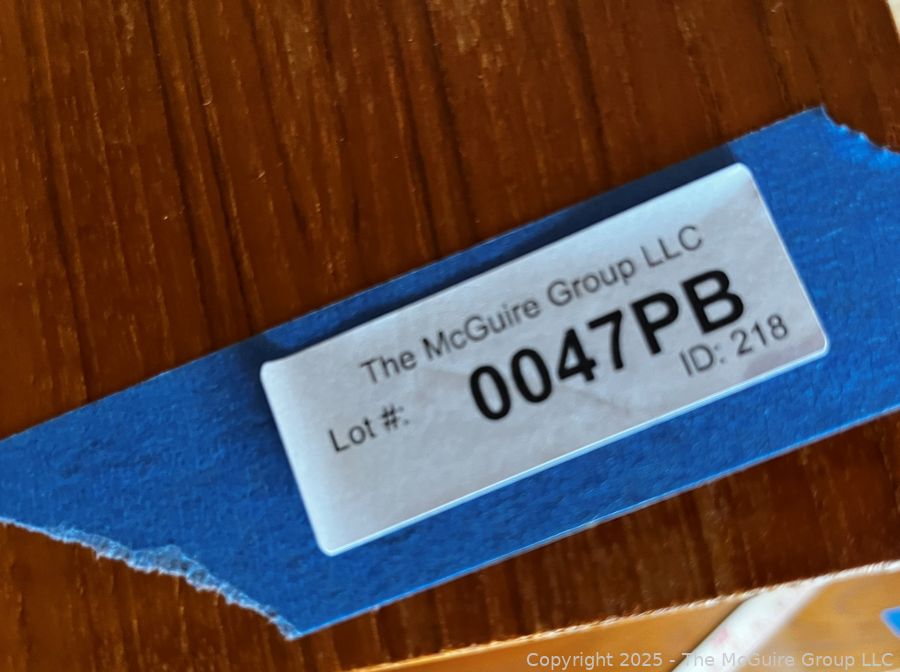 The McGuire Group LLC
Lot #: 0047PB
ID: 218
Copyright 2025 - The McGuire Group LLC